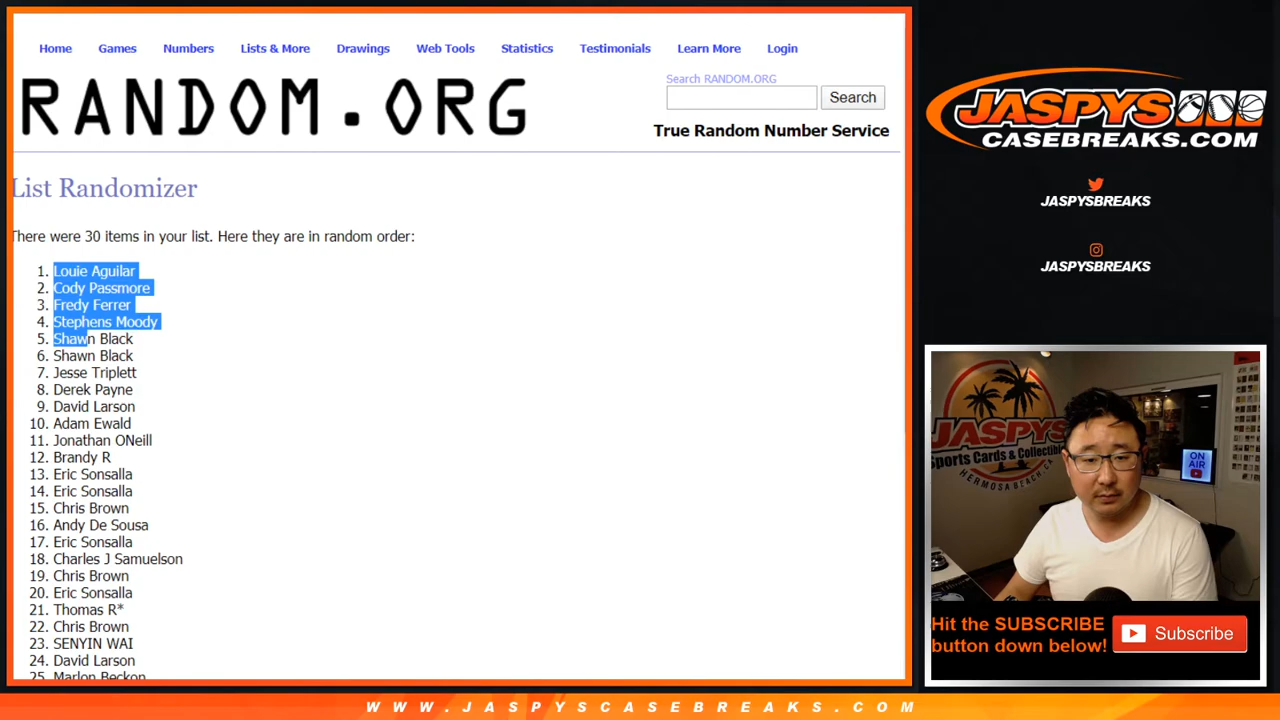 Home Games Numbers Lists & More Drawings Web Tools Statistics Testimonials Learn More Login
RANDOM.ORG
Search RANDOM.ORG
Search
True Random Number Service
List Randomizer
There were 30 items in your list. Here they are in random order:
1. Louie Aguilar
2. Cody Passmore
3. Fredy Ferrer
4. Stephens Moody
5. Shawn Black
6. Shawn Black
7. Jesse Triplett
8. Derek Payne
9. David Larson
10. Adam Ewald
11. Jonathan ONeill
12. Brandy R
13. Eric Sonsalla
14. Eric Sonsalla
15. Chris Brown
16. Andy De Sousa
17. Eric Sonsalla
18. Charles J Samuelson
19. Chris Brown
20. Eric Sonsalla
21. Thomas R*
22. Chris Brown
23. SENYIN WAI
24. David Larson
25. Marlon Beckon
JASPYS
CASEBREAKS.COM
JASPYSBREAKS
JASPYSBREAKS
JASPYS
Sports Cards & Collectibl
HERMOSA BEACH, CA
ON
AIR
Hit the SUBSCRIBE
button down below!
Subscribe
WWW.JASPYSCASEBREAKS.COM